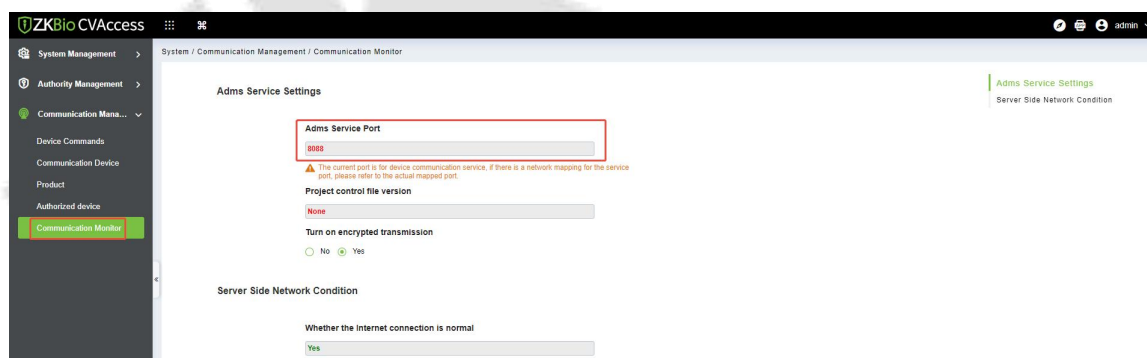 ZKBio CVAccess
admin
System Management
System / Communication Management / Communication Monitor
Authority Management
Communication Mana...
Device Commands
Communication Device
Product
Authorized device
Communication Monitor
Adms Service Settings
Adms Service Port
8088
The current port is for device communication service, if there is a network mapping for the service
port, please refer to the actual mapped port.
Project control file version
None
Turn on encrypted transmission
No Yes
Server Side Network Condition
Whether the Internet connection is normal
Yes
Adms Service Settings
Server Side Network Condition